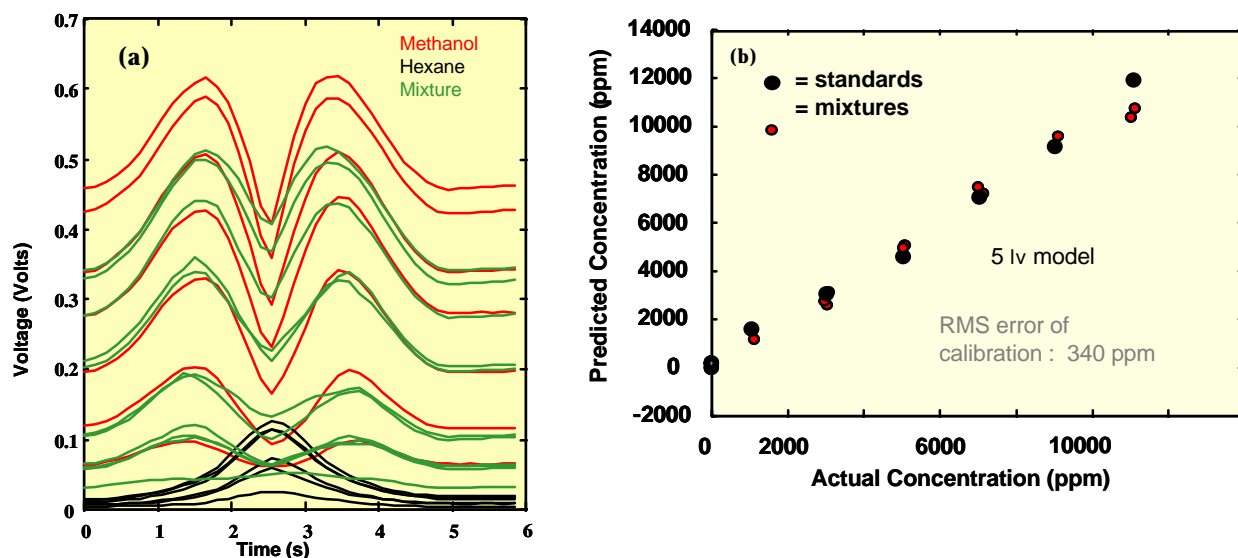 (a)
Methanol
Hexane
Mixture
0.7
0.6
0.5
0.4
0.3
0.2
0.1
0
0 1 2 3 4 5 6
Time (s)
Voltage (Volts)
(b)
= standards
= mixtures
5 lv model
RMS error of
calibration : 340 ppm
14000
12000
10000
8000
6000
4000
2000
0
-2000
0 2000 6000 10000
Actual Concentration (ppm)
Predicted Concentration (ppm)